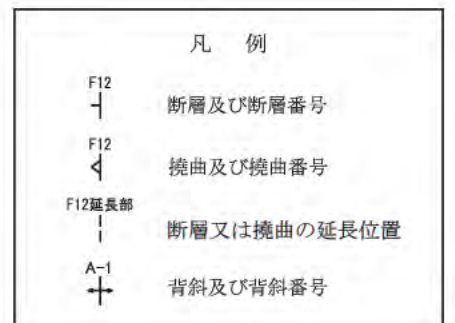 凡 例
F12
断層及び断層番号
F12
撓曲及び撓曲番号
F12延長部
断層又は撓曲の延長位置
A-1
背斜及び背斜番号